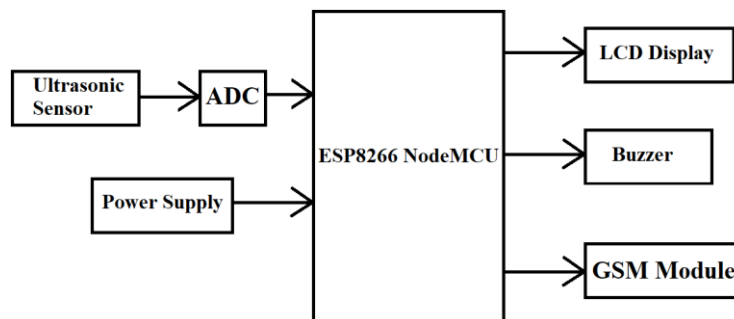 Ultrasonic
Sensor
ADC
Power Supply
ESP8266 NodeMCU
LCD Display
Buzzer
GSM Module